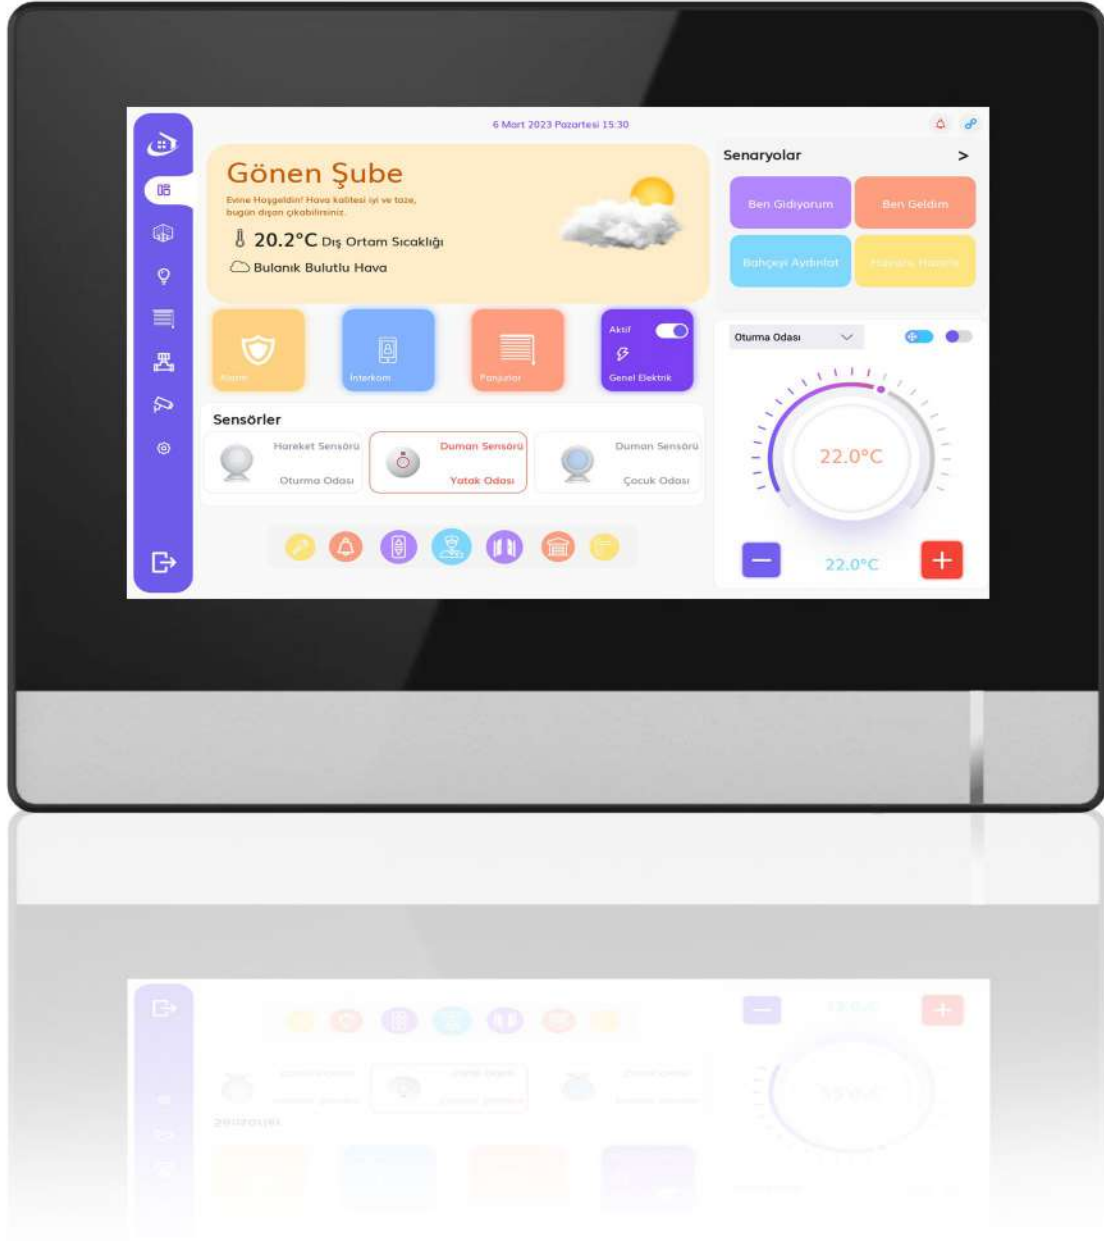 6 Mart 2023 Pazartesi 15:30
Gönen Şube
Evine Hoşgeldin! Hava kalitesi iyi ve taze,
bugün dışarı çıkabilirsiniz.
20.2°C Dış Ortam Sıcaklığı
Bulanık Bulutlu Hava
Senaryolar >
Ben Gidiyorum
Ben Geldim
Bahçeyi Aydınlat
Alarm
İnterkom
Panjurlar
Aktif
Genel Elektrik
Sensörler
Hareket Sensörü
Oturma Odası
Duman Sensörü
Yatak Odası
Duman Sensörü
Çocuk Odası
Oturma Odası
22.0°C
22.0°C